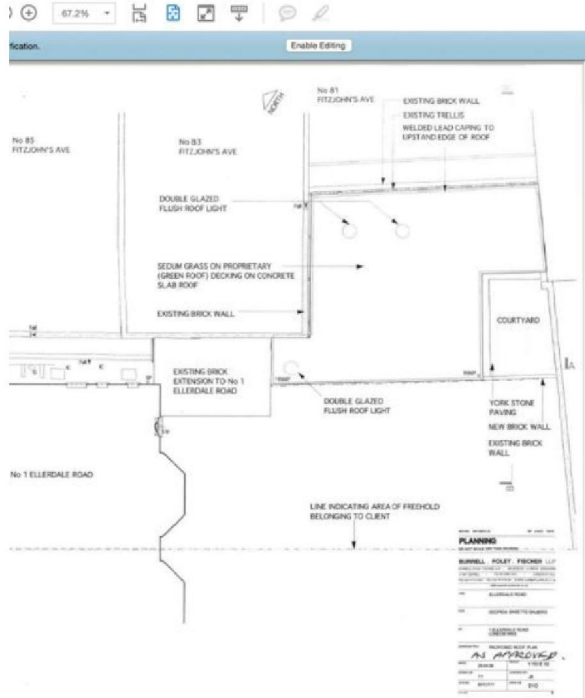 67.2%
fication.
Enable Editing
No 81
FITZJOHN'S AVE
NORTH
EXISTING BRICK WALL
EXISTING TRELLIS
WELDED LEAD CAPING TO
UPSTAND EDGE OF ROOF
No 85
FITZJOHN'S AVE
No 83
FITZJOHN'S AVE
DOUBLE GLAZED
FLUSH ROOF LIGHT
SEDUM GRASS ON PROPRIETARY
(GREEN ROOF) DECKING ON CONCRETE
SLAB ROOF
EXISTING BRICK WALL
COURTYARD
EXISTING BRICK
EXTENSION TO No 1
ELLERDALE ROAD
DOUBLE GLAZED
FLUSH ROOF LIGHT
YORK STONE
PAVING
NEW BRICK WALL
EXISTING BRICK
WALL
No 1 ELLERDALE ROAD
LINE INDICATING AREA OF FREEHOLD
BELONGING TO CLIENT
PLANNING
BURWELL FOLEY FISCHER LLP
ELLERDALE ROAD
1 ELLERDALE ROAD
PROPOSED ROOF PLAN
AS APPROVED.